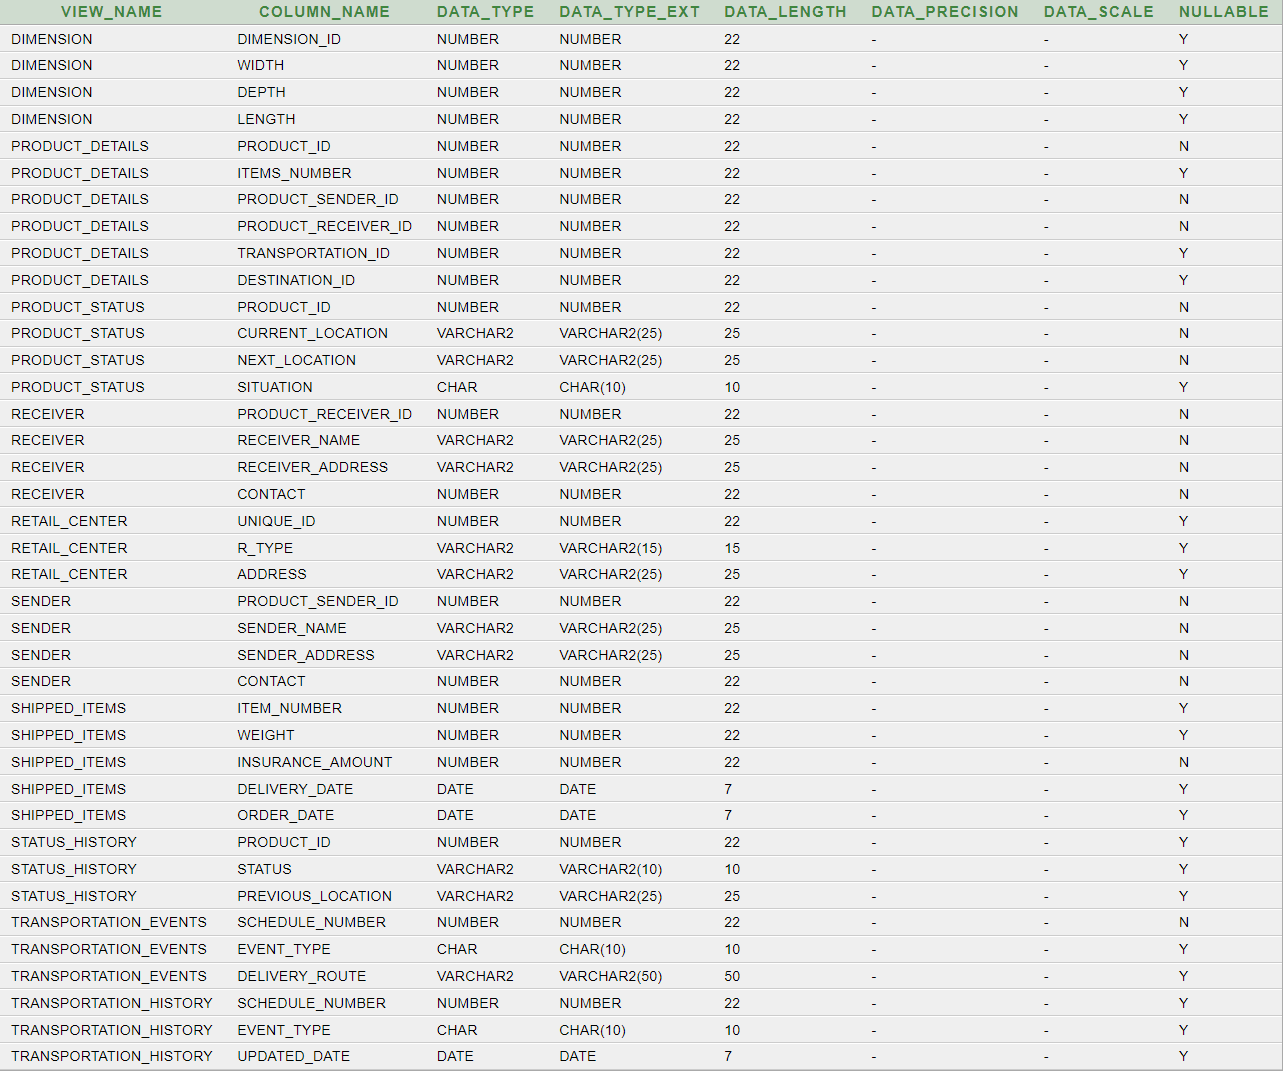 VIEW_NAME COLUMN_NAME DATA_TYPE DATA_TYPE_EXT DATA_LENGTH DATA_PRECISION DATA_SCALE NULLABLE
DIMENSION DIMENSION_ID NUMBER NUMBER 22 - - Y
DIMENSION WIDTH NUMBER NUMBER 22 - - Y
DIMENSION DEPTH NUMBER NUMBER 22 - - Y
DIMENSION LENGTH NUMBER NUMBER 22 - - Y
PRODUCT_DETAILS PRODUCT_ID NUMBER NUMBER 22 - - N
PRODUCT_DETAILS ITEMS_NUMBER NUMBER NUMBER 22 - - Y
PRODUCT_DETAILS PRODUCT_SENDER_ID NUMBER NUMBER 22 - - N
PRODUCT_DETAILS PRODUCT_RECEIVER_ID NUMBER NUMBER 22 - - N
PRODUCT_DETAILS TRANSPORTATION_ID NUMBER NUMBER 22 - - Y
PRODUCT_DETAILS DESTINATION_ID NUMBER NUMBER 22 - - Y
PRODUCT_STATUS PRODUCT_ID NUMBER NUMBER 22 - - N
PRODUCT_STATUS CURRENT_LOCATION VARCHAR2 VARCHAR2(25) 25 - - N
PRODUCT_STATUS NEXT_LOCATION VARCHAR2 VARCHAR2(25) 25 - - N
PRODUCT_STATUS SITUATION CHAR CHAR(10) 10 - - Y
RECEIVER PRODUCT_RECEIVER_ID NUMBER NUMBER 22 - - N
RECEIVER RECEIVER_NAME VARCHAR2 VARCHAR2(25) 25 - - N
RECEIVER RECEIVER_ADDRESS VARCHAR2 VARCHAR2(25) 25 - - N
RECEIVER CONTACT NUMBER NUMBER 22 - - N
RETAIL_CENTER UNIQUE_ID NUMBER NUMBER 22 - - Y
RETAIL_CENTER R_TYPE VARCHAR2 VARCHAR2(15) 15 - - Y
RETAIL_CENTER ADDRESS VARCHAR2 VARCHAR2(25) 25 - - Y
SENDER PRODUCT_SENDER_ID NUMBER NUMBER 22 - - N
SENDER SENDER_NAME VARCHAR2 VARCHAR2(25) 25 - - N
SENDER SENDER_ADDRESS VARCHAR2 VARCHAR2(25) 25 - - N
SENDER CONTACT NUMBER NUMBER 22 - - N
SHIPPED_ITEMS ITEM_NUMBER NUMBER NUMBER 22 - - Y
SHIPPED_ITEMS WEIGHT NUMBER NUMBER 22 - - Y
SHIPPED_ITEMS INSURANCE_AMOUNT NUMBER NUMBER 22 - - N
SHIPPED_ITEMS DELIVERY_DATE DATE DATE 7 - - Y
SHIPPED_ITEMS ORDER_DATE DATE DATE 7 - - Y
STATUS_HISTORY PRODUCT_ID NUMBER NUMBER 22 - - Y
STATUS_HISTORY STATUS VARCHAR2 VARCHAR2(10) 10 - - Y
STATUS_HISTORY PREVIOUS_LOCATION VARCHAR2 VARCHAR2(25) 25 - - Y
TRANSPORTATION_EVENTS SCHEDULE_NUMBER NUMBER NUMBER 22 - - N
TRANSPORTATION_EVENTS EVENT_TYPE CHAR CHAR(10) 10 - - Y
TRANSPORTATION_EVENTS DELIVERY_ROUTE VARCHAR2 VARCHAR2(50) 50 - - Y
TRANSPORTATION_HISTORY SCHEDULE_NUMBER NUMBER NUMBER 22 - - Y
TRANSPORTATION_HISTORY EVENT_TYPE CHAR CHAR(10) 10 - - Y
TRANSPORTATION_HISTORY UPDATED_DATE DATE DATE 7 - - Y